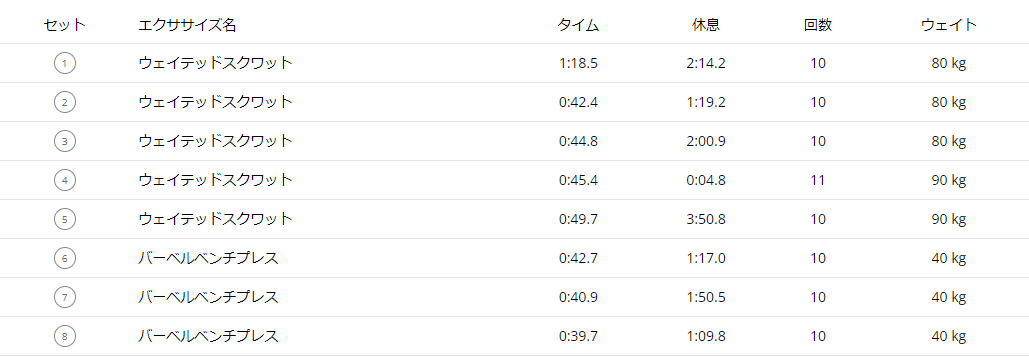 セット エクササイズ名 タイム 休息 回数 ウェイト
1 ウェイテッドスクワット 1:18.5 2:14.2 10 80 kg
2 ウェイテッドスクワット 0:42.4 1:19.2 10 80 kg
3 ウェイテッドスクワット 0:44.8 2:00.9 10 80 kg
4 ウェイテッドスクワット 0:45.4 0:04.8 11 90 kg
5 ウェイテッドスクワット 0:49.7 3:50.8 10 90 kg
6 バーベルベンチプレス 0:42.7 1:17.0 10 40 kg
7 バーベルベンチプレス 0:40.9 1:50.5 10 40 kg
8 バーベルベンチプレス 0:39.7 1:09.8 10 40 kg